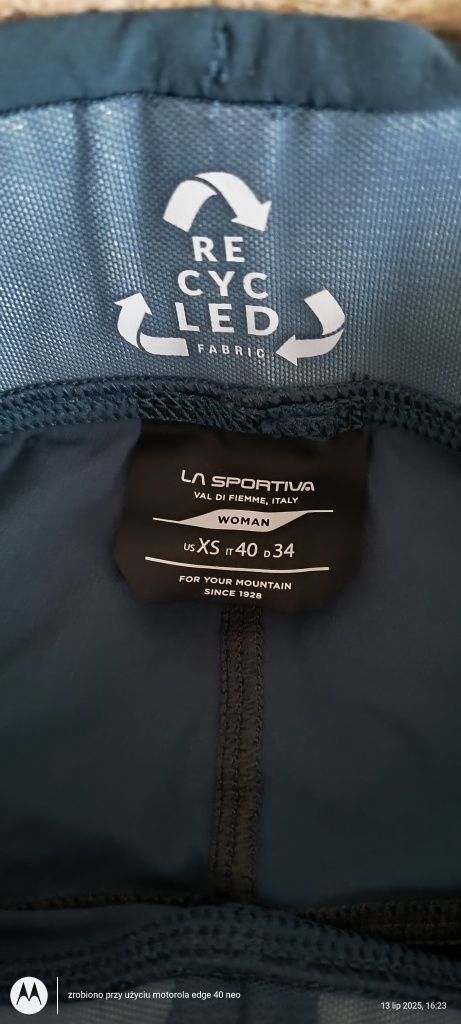 RE
CYC
LED
FABRIC
LA SPORTIVA
VAL DI FIEMME, ITALY
WOMAN
US XS IT 40 D 34
FOR YOUR MOUNTAIN
SINCE 1928
zrobiono przy użyciu motorola edge 40 neo
13 lip 2025, 16:23